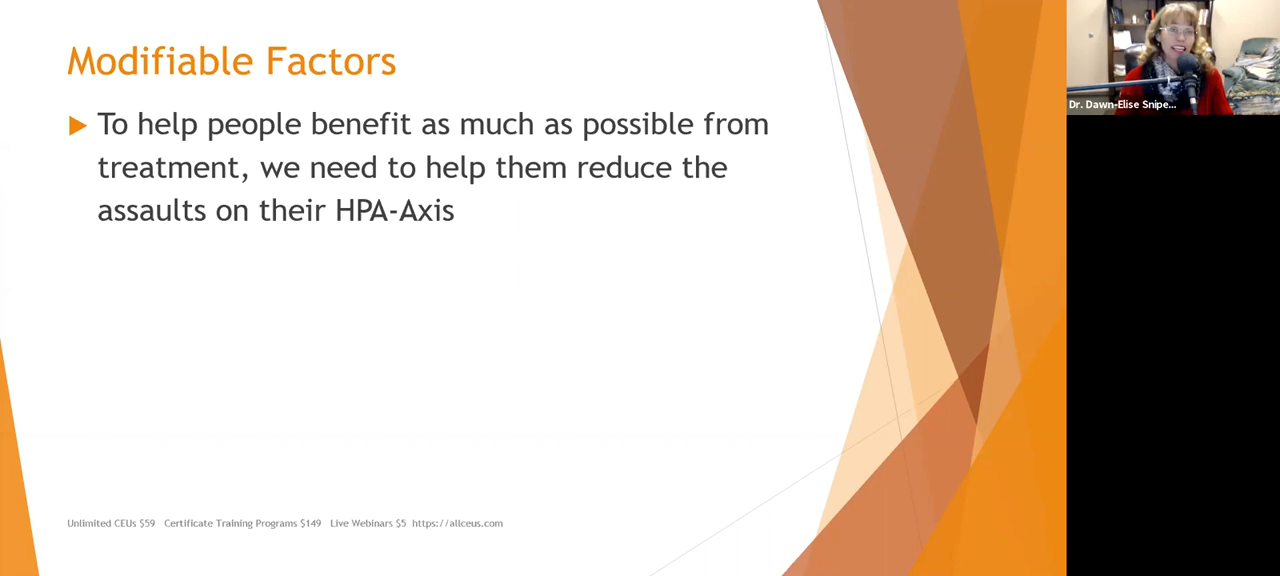 Modifiable Factors
To help people benefit as much as possible from
treatment, we need to help them reduce the
assaults on their HPA-Axis
Dr. Dawn-Elise Snipe...
Unlimited CEUs $59 Certificate Training Programs $149 Live Webinars $5 https://allceus.com